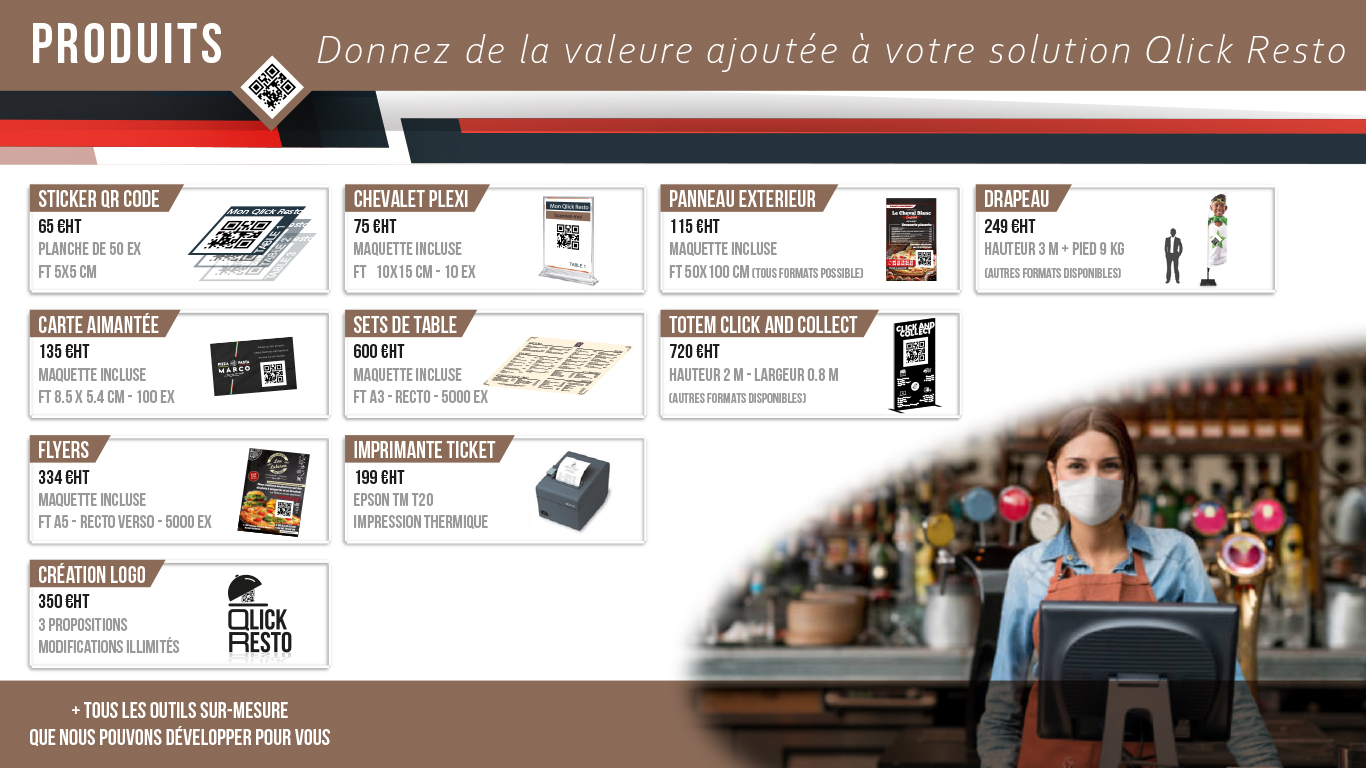 PRODUITS
Donnez de la valeure ajoutée à votre solution Qlick Resto
STICKER QR CODE
65 €HT
PLANCHE DE 50 EX
FT 5X5 CM
Mon Qlick Resto
TABLE 1
CHEVALET PLEXI
75 €HT
MAQUETTE INCLUSE
FT 10X15 CM - 10 EX
Mon Qlick Resto
TABLE 1
PANNEAU EXTERIEUR
115 €HT
MAQUETTE INCLUSE
FT 50X100 CM (TOUS FORMATS POSSIBLE)
Le Cheval Blanc
DRAPEAU
249 €HT
HAUTEUR 3 M + PIED 9 KG
(AUTRES FORMATS DISPONIBLES)
CARTE AIMANTÉE
135 €HT
MAQUETTE INCLUSE
FT 8.5 X 5.4 CM - 100 EX
PIZZA PASTA
MARCO
SETS DE TABLE
600 €HT
MAQUETTE INCLUSE
FT A3 - RECTO - 5000 EX
TOTEM CLICK AND COLLECT
720 €HT
HAUTEUR 2 M - LARGEUR 0.8 M
(AUTRES FORMATS DISPONIBLES)
CLICK AND
COLLECT
FLYERS
334 €HT
MAQUETTE INCLUSE
FT A5 - RECTO VERSO - 5000 EX
IMPRIMANTE TICKET
199 €HT
EPSON TM T20
IMPRESSION THERMIQUE
CRÉATION LOGO
350 €HT
3 PROPOSITIONS
MODIFICATIONS ILLIMITÉS
QLICK
RESTO
+ TOUS LES OUTILS SUR-MESURE
QUE NOUS POUVONS DÉVELOPPER POUR VOUS